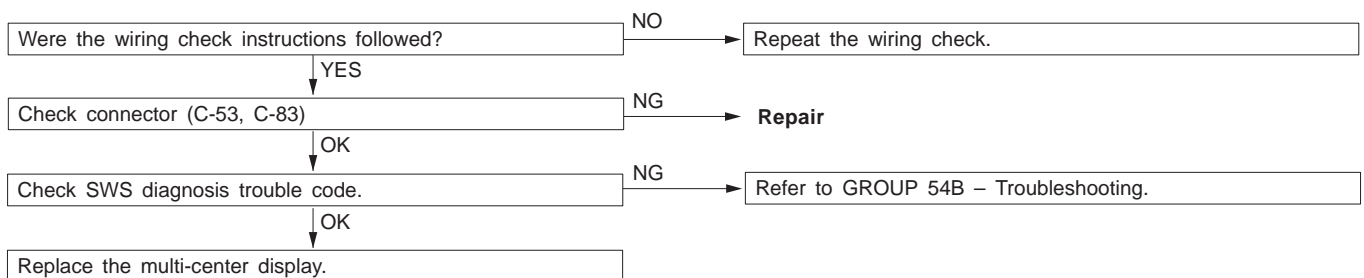 Were the wiring check instructions followed?
NO
Repeat the wiring check.
YES
Check connector (C-53, C-83)
NG
Repair
OK
Check SWS diagnosis trouble code.
NG
Refer to GROUP 54B – Troubleshooting.
OK
Replace the multi-center display.